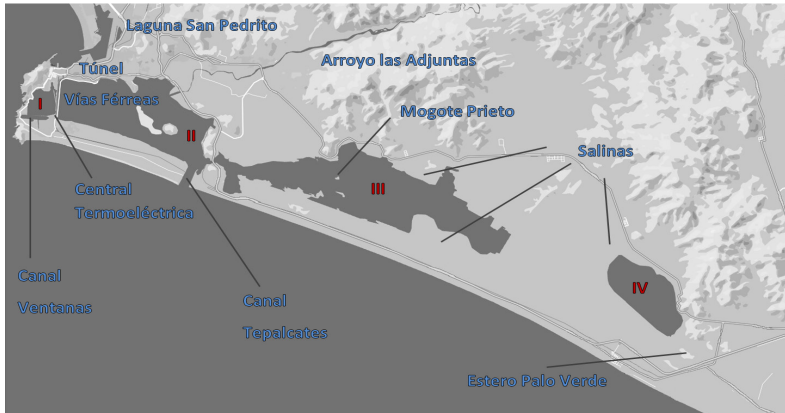 Laguna San Pedrito
Arroyo las Adjuntas
Túnel
Vías Férreas
I
Mogote Prieto
II
Salinas
III
Central
Termoeléctrica
Canal
Ventanas
Canal
Tepalcates
IV
Estero Palo Verde